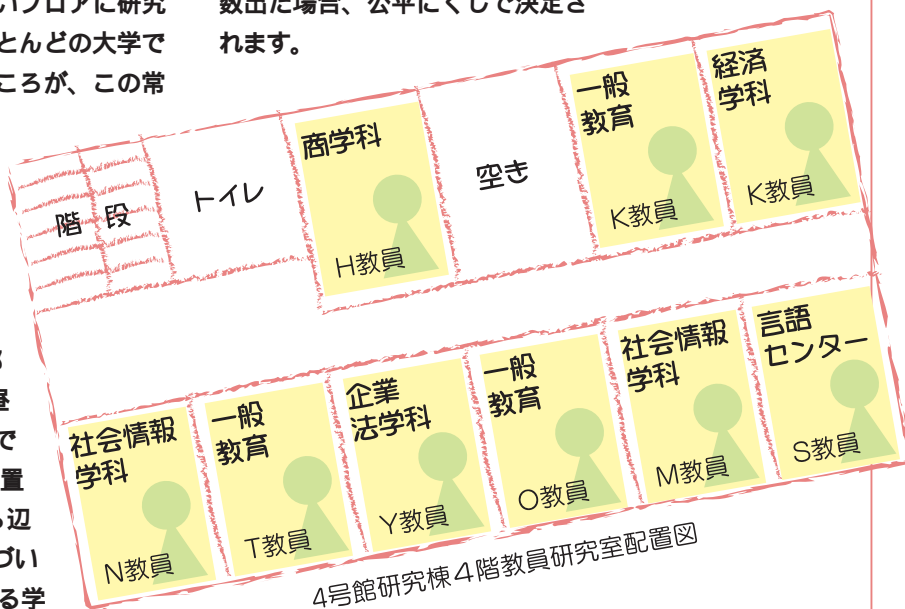 いフロアに研究
とんどの大学で
ころが、この常
数出た場合、公平にくじで決定さ
れます。
階段
トイレ
商学科
H教員
空き
一般
教育
K教員
経済
学科
K教員
社会情報
学科
N教員
一般
教育
T教員
企業
法学科
Y教員
一般
教育
O教員
社会情報
学科
M教員
言語
センター
S教員
4号館研究棟4階教員研究室配置図
で
置
辺
づい
る学